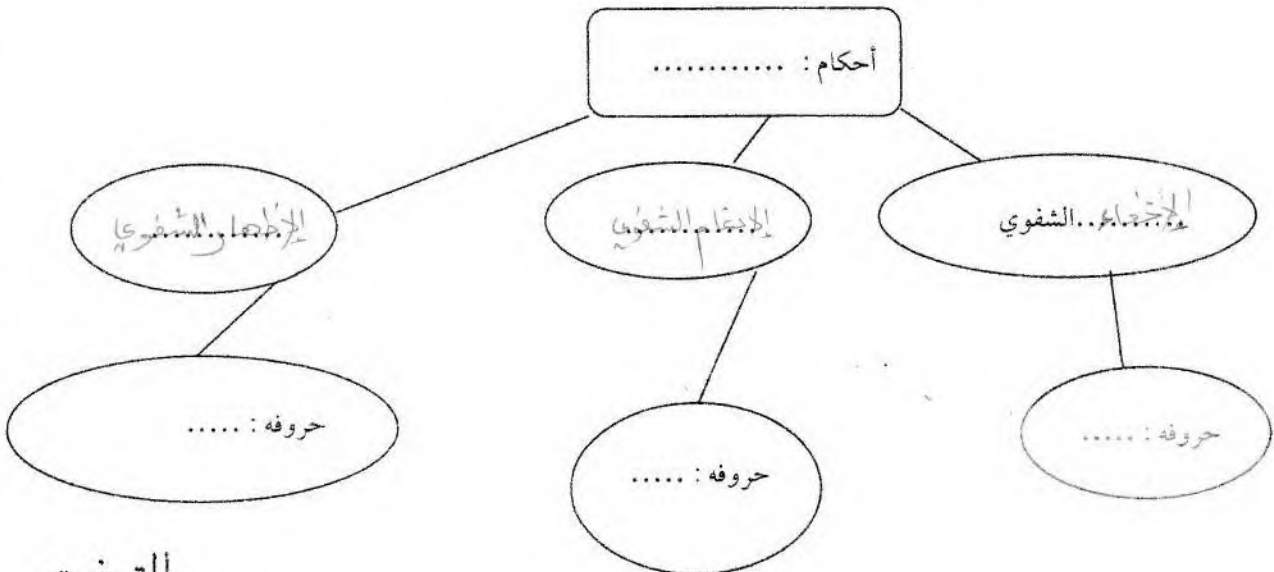 أحكام : ............
الإخفاء الشفوي
الإدغام الشفوي
الإظهار الشفوي
حروفه : .....
حروفه : .....
حروفه : .....